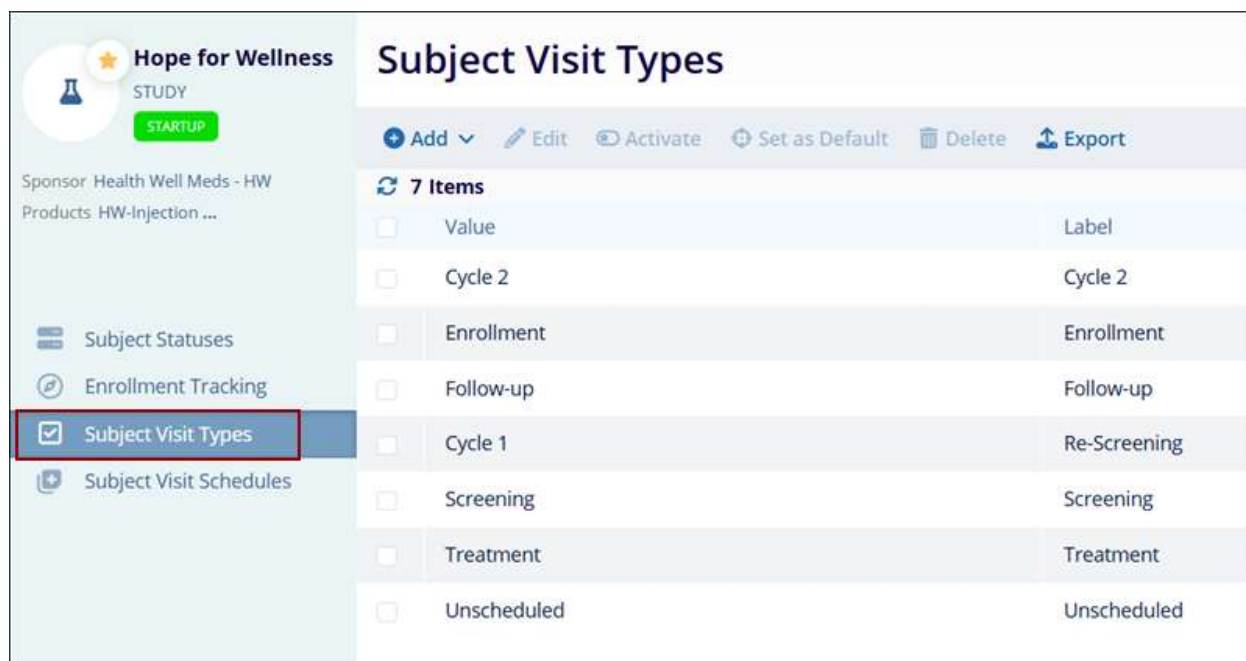 Hope for Wellness
STUDY
STARTUP
Sponsor Health Well Meds - HW
Products HW-Injection ...
Subject Statuses
Enrollment Tracking
Subject Visit Types
Subject Visit Schedules
Subject Visit Types
Add Edit Activate Set as Default Delete Export
7 Items
Value Label
Cycle 2 Cycle 2
Enrollment Enrollment
Follow-up Follow-up
Cycle 1 Re-Screening
Screening Screening
Treatment Treatment
Unscheduled Unscheduled